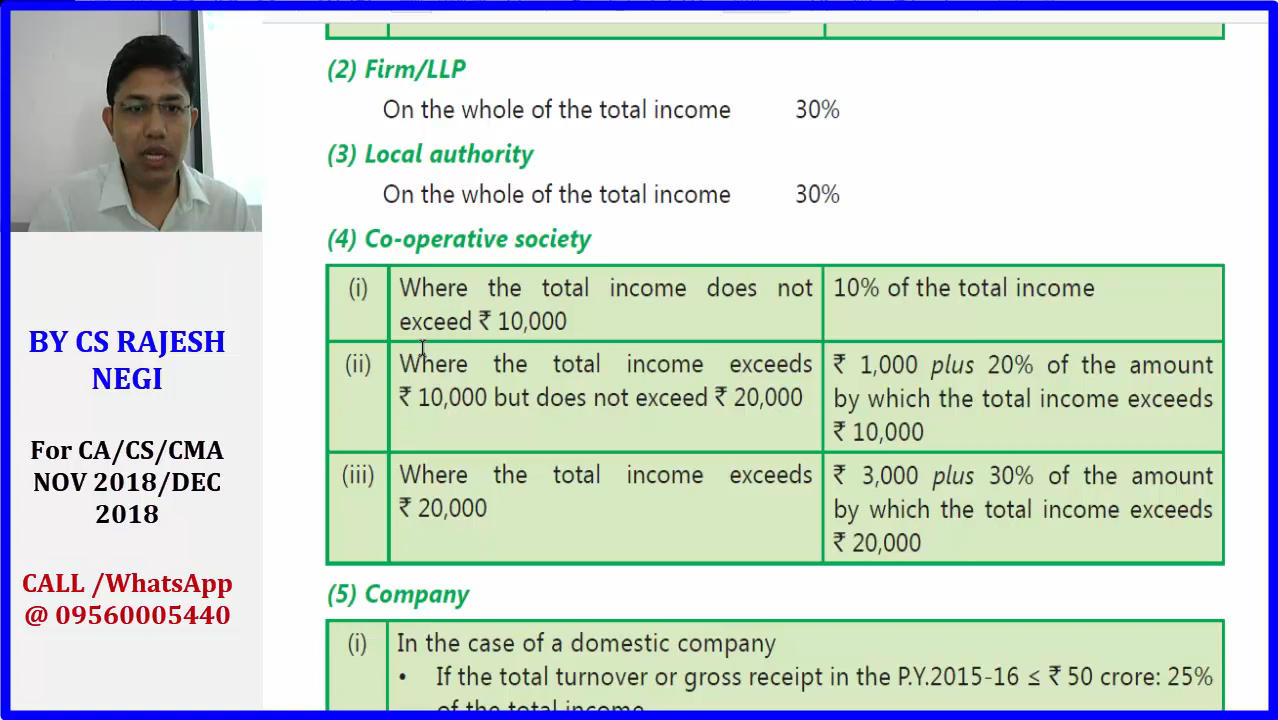 BY CS RAJESH
NEGI
For CA/CS/CMA
NOV 2018/DEC
2018
CALL /WhatsApp
@ 09560005440
(2) Firm/LLP
On the whole of the total income 30%
(3) Local authority
On the whole of the total income 30%
(4) Co-operative society
(i) Where the total income does not
exceed ₹ 10,000
10% of the total income
(ii) Where the total income exceeds
₹ 10,000 but does not exceed ₹ 20,000
₹ 1,000 plus 20% of the amount
by which the total income exceeds
₹ 10,000
(iii) Where the total income exceeds
₹ 20,000
₹ 3,000 plus 30% of the amount
by which the total income exceeds
₹ 20,000
(5) Company
(i) In the case of a domestic company
• If the total turnover or gross receipt in the P.Y.2015-16 ≤ ₹ 50 crore: 25%
of the total income